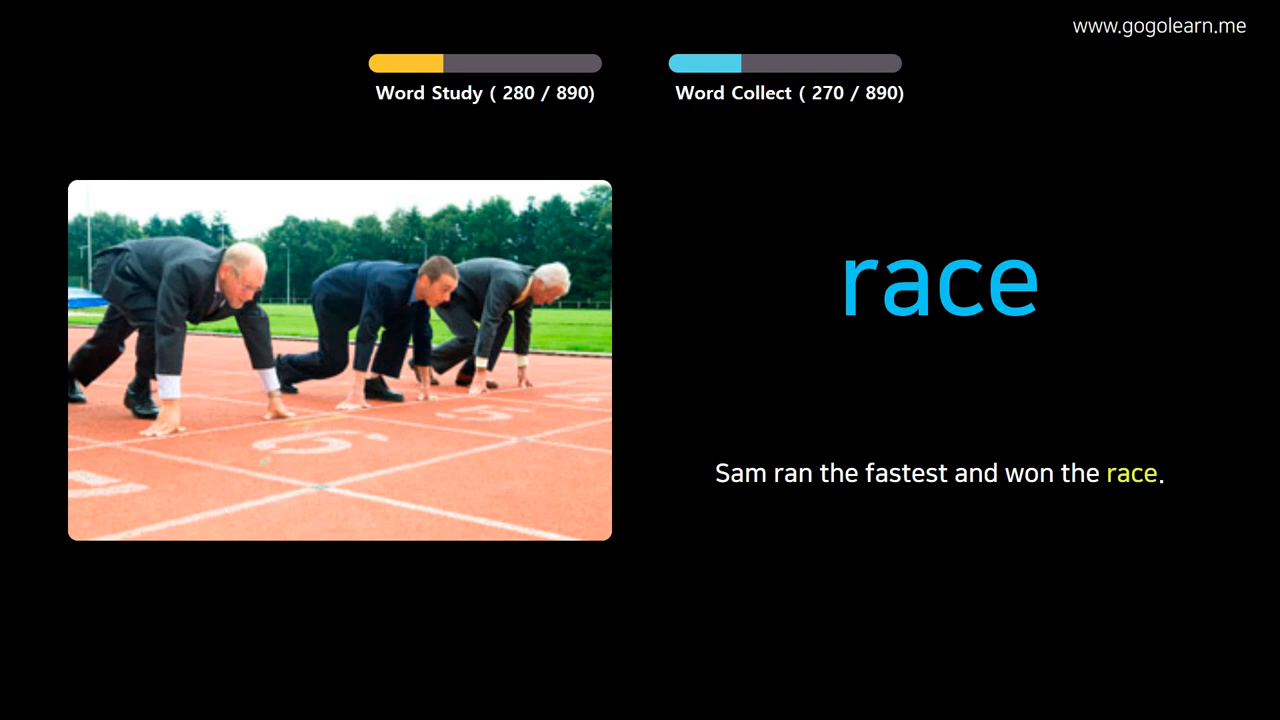 www.gogolearn.me
Word Study ( 280 / 890)
Word Collect ( 270 / 890)
race
Sam ran the fastest and won the race.